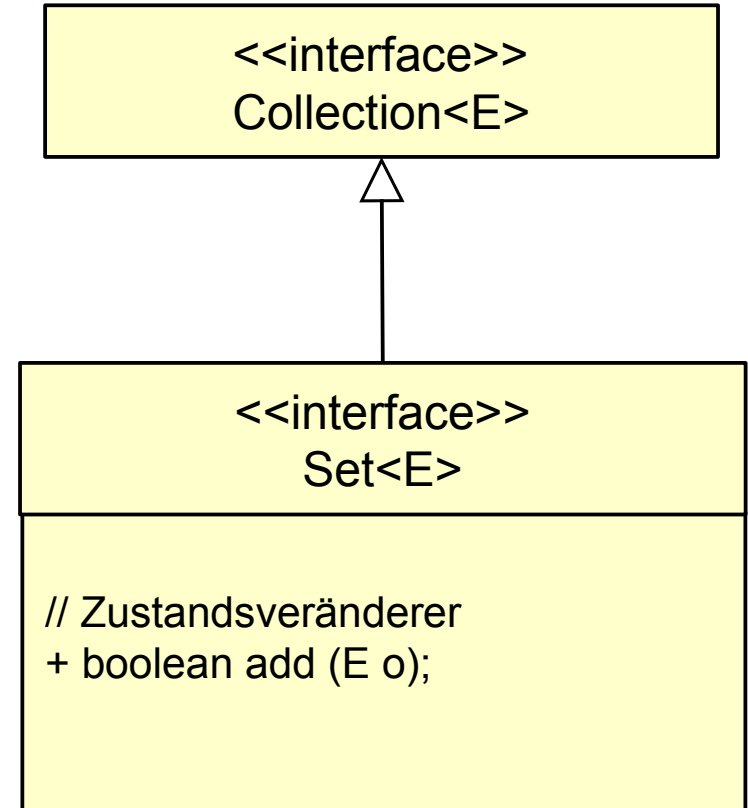 <<interface>>
Collection<E>
<<interface>>
Set<E>
// Zustandsveränderer
+ boolean add (E o);